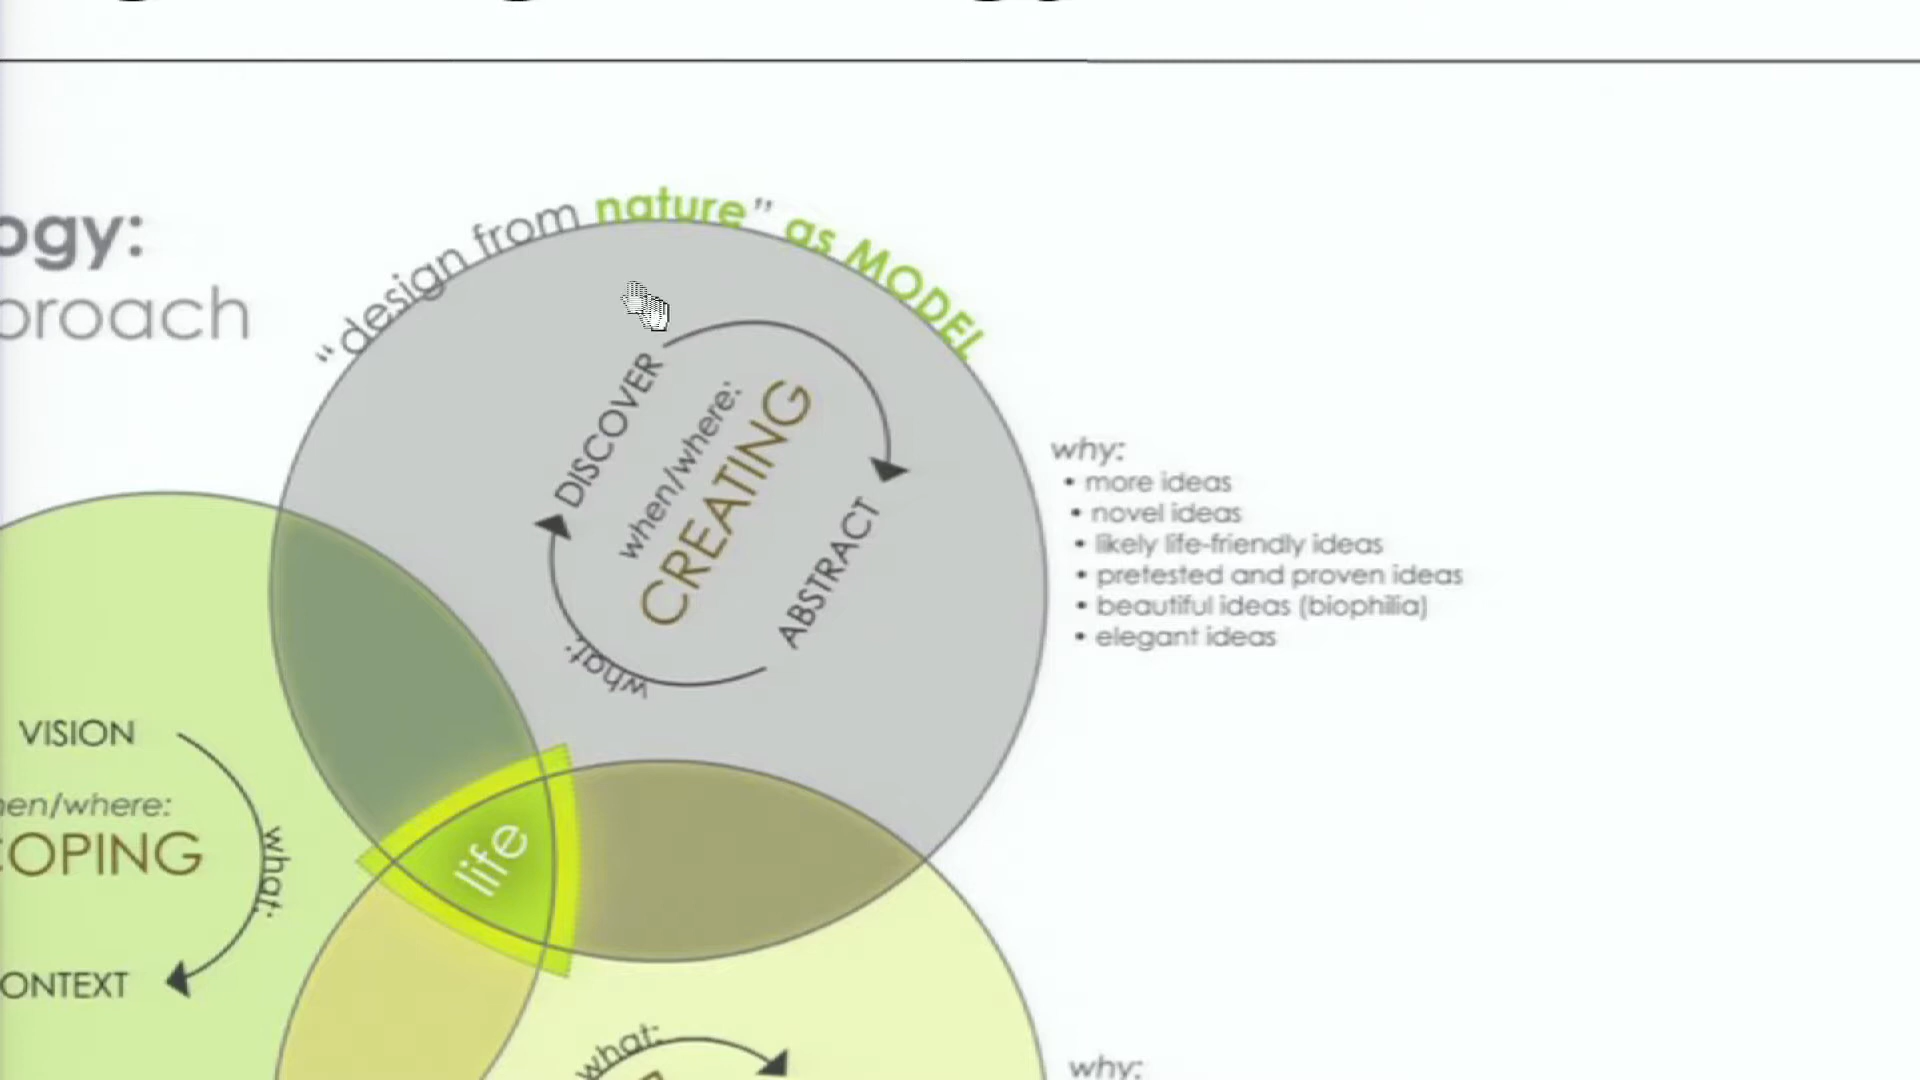 ogy:
proach
“design from nature” as MODEL
DISCOVER
when/where:
CREATING
ABSTRACT
what:
why:
• more ideas
• novel ideas
• likely life-friendly ideas
• pretested and proven ideas
• beautiful ideas (biophilia)
• elegant ideas
VISION
en/where:
COPING
what:
ONTEXT
life
what:
why: